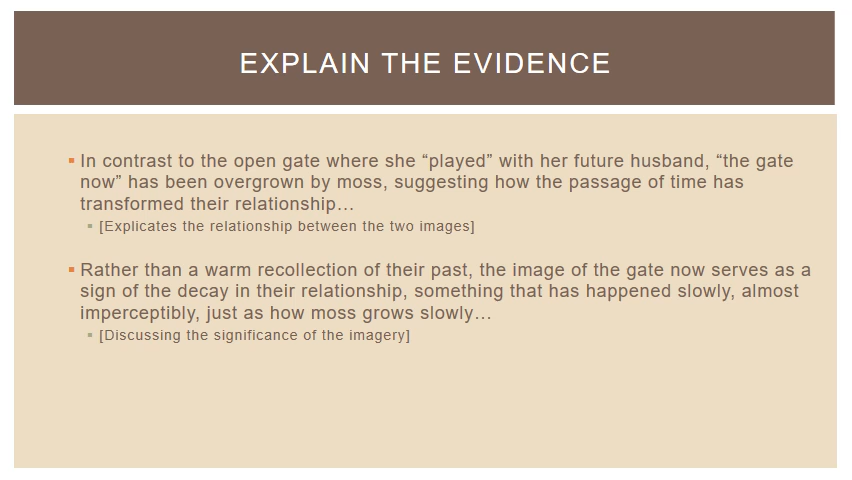 EXPLAIN THE EVIDENCE
In contrast to the open gate where she “played” with her future husband, “the gate
now” has been overgrown by moss, suggesting how the passage of time has
transformed their relationship…
[Explicates the relationship between the two images]
Rather than a warm recollection of their past, the image of the gate now serves as a
sign of the decay in their relationship, something that has happened slowly, almost
imperceptibly, just as how moss grows slowly…
[Discussing the significance of the imagery]